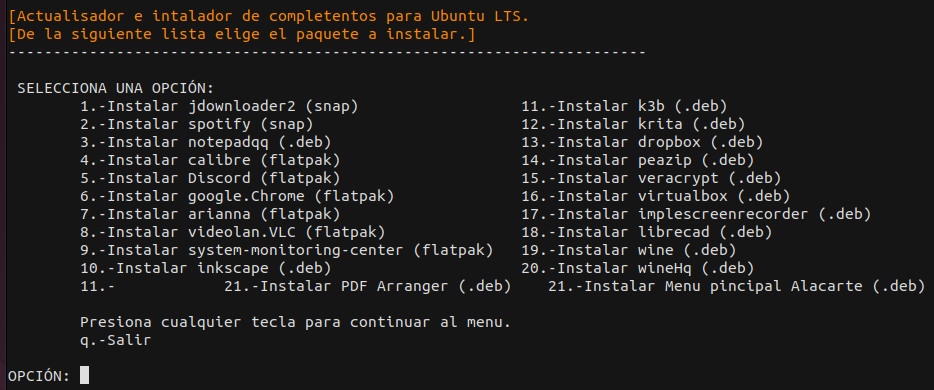 [Actualisador e intalador de completentos para Ubuntu LTS.
[De la siguiente lista elige el paquete a instalar.]
-----------------------------------------------------------------------
SELECCIONA UNA OPCIÓN:
1.-Instalar jdownloader2 (snap) 11.-Instalar k3b (.deb)
2.-Instalar spotify (snap) 12.-Instalar krita (.deb)
3.-Instalar notepadqq (.deb) 13.-Instalar dropbox (.deb)
4.-Instalar calibre (flatpak) 14.-Instalar peazip (.deb)
5.-Instalar Discord (flatpak) 15.-Instalar veracrypt (.deb)
6.-Instalar google.Chrome (flatpak) 16.-Instalar virtualbox (.deb)
7.-Instalar arianna (flatpak) 17.-Instalar implescreenrecorder (.deb)
8.-Instalar videolan.VLC (flatpak) 18.-Instalar librecad (.deb)
9.-Instalar system-monitoring-center (flatpak) 19.-Instalar wine (.deb)
10.-Instalar inkscape (.deb) 20.-Instalar wineHq (.deb)
11.- 21.-Instalar PDF Arranger (.deb) 21.-Instalar Menu pincipal Alacarte (.deb)
Presiona cualquier tecla para continuar al menu.
q.-Salir
OPCIÓN: